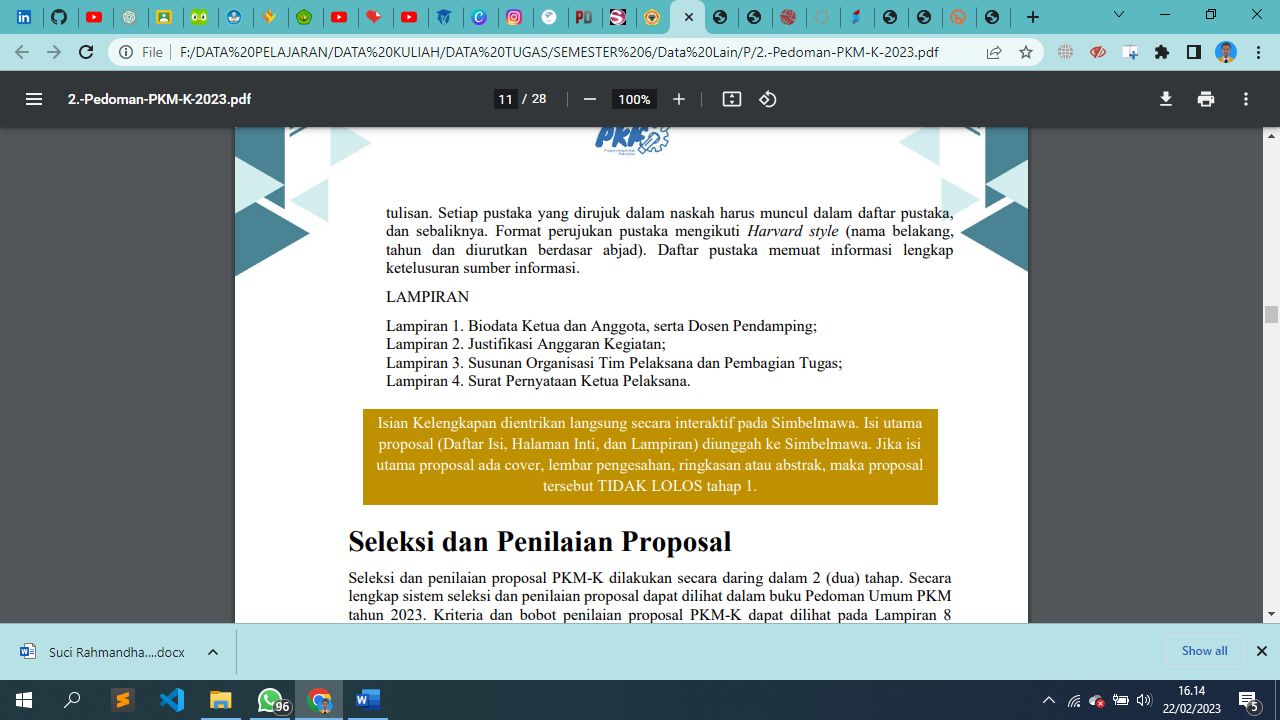 File
F:/DATA%20PELAJARAN/DATA%20KULIAH/DATA%20TUGAS/SEMESTER%206/Data%20Lain/P/2.-Pedoman-PKM-K-2023.pdf
2.-Pedoman-PKM-K-2023.pdf
11 / 28
100%
PKM
tulisan. Setiap pustaka yang dirujuk dalam naskah harus muncul dalam daftar pustaka,
dan sebaliknya. Format perujukan pustaka mengikuti Harvard style (nama belakang,
tahun dan diurutkan berdasar abjad). Daftar pustaka memuat informasi lengkap
ketelusuran sumber informasi.
LAMPIRAN
Lampiran 1. Biodata Ketua dan Anggota, serta Dosen Pendamping;
Lampiran 2. Justifikasi Anggaran Kegiatan;
Lampiran 3. Susunan Organisasi Tim Pelaksana dan Pembagian Tugas;
Lampiran 4. Surat Pernyataan Ketua Pelaksana.
Isian Kelengkapan dientrikan langsung secara interaktif pada Simbelmawa. Isi utama
proposal (Daftar Isi, Halaman Inti, dan Lampiran) diunggah ke Simbelmawa. Jika isi
utama proposal ada cover, lembar pengesahan, ringkasan atau abstrak, maka proposal
tersebut TIDAK LOLOS tahap 1.
Seleksi dan Penilaian Proposal
Seleksi dan penilaian proposal PKM-K dilakukan secara daring dalam 2 (dua) tahap. Secara
lengkap sistem seleksi dan penilaian proposal dapat dilihat dalam buku Pedoman Umum PKM
tahun 2023. Kriteria dan bobot penilaian proposal PKM-K dapat dilihat pada Lampiran 8
Suci Rahmandha....docx
Show all
96
16.14
22/02/2023
5